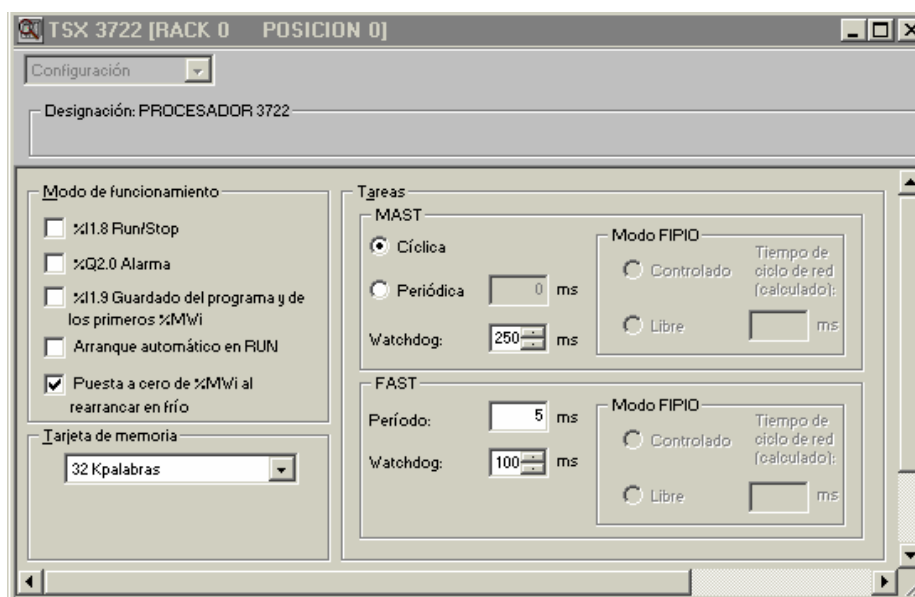 TSX 3722 [RACK 0 POSICION 0]
Configuración
Designación: PROCESADOR 3722
Modo de funcionamiento
%I1.8 Run/Stop
%Q2.0 Alarma
%I1.9 Guardado del programa y de
los primeros %MWi
Arranque automático en RUN
Puesta a cero de %MWi al
rearrancar en frío
Tarjeta de memoria
32 Kpalabras
Tareas
MAST
Cíclica
Periódica 0 ms
Watchdog: 250 ms
Modo FIPIO
Controlado
Libre
Tiempo de
ciclo de red
(calculado):
ms
FAST
Período: 5 ms
Watchdog: 100 ms
Modo FIPIO
Controlado
Libre
Tiempo de
ciclo de red
(calculado):
ms